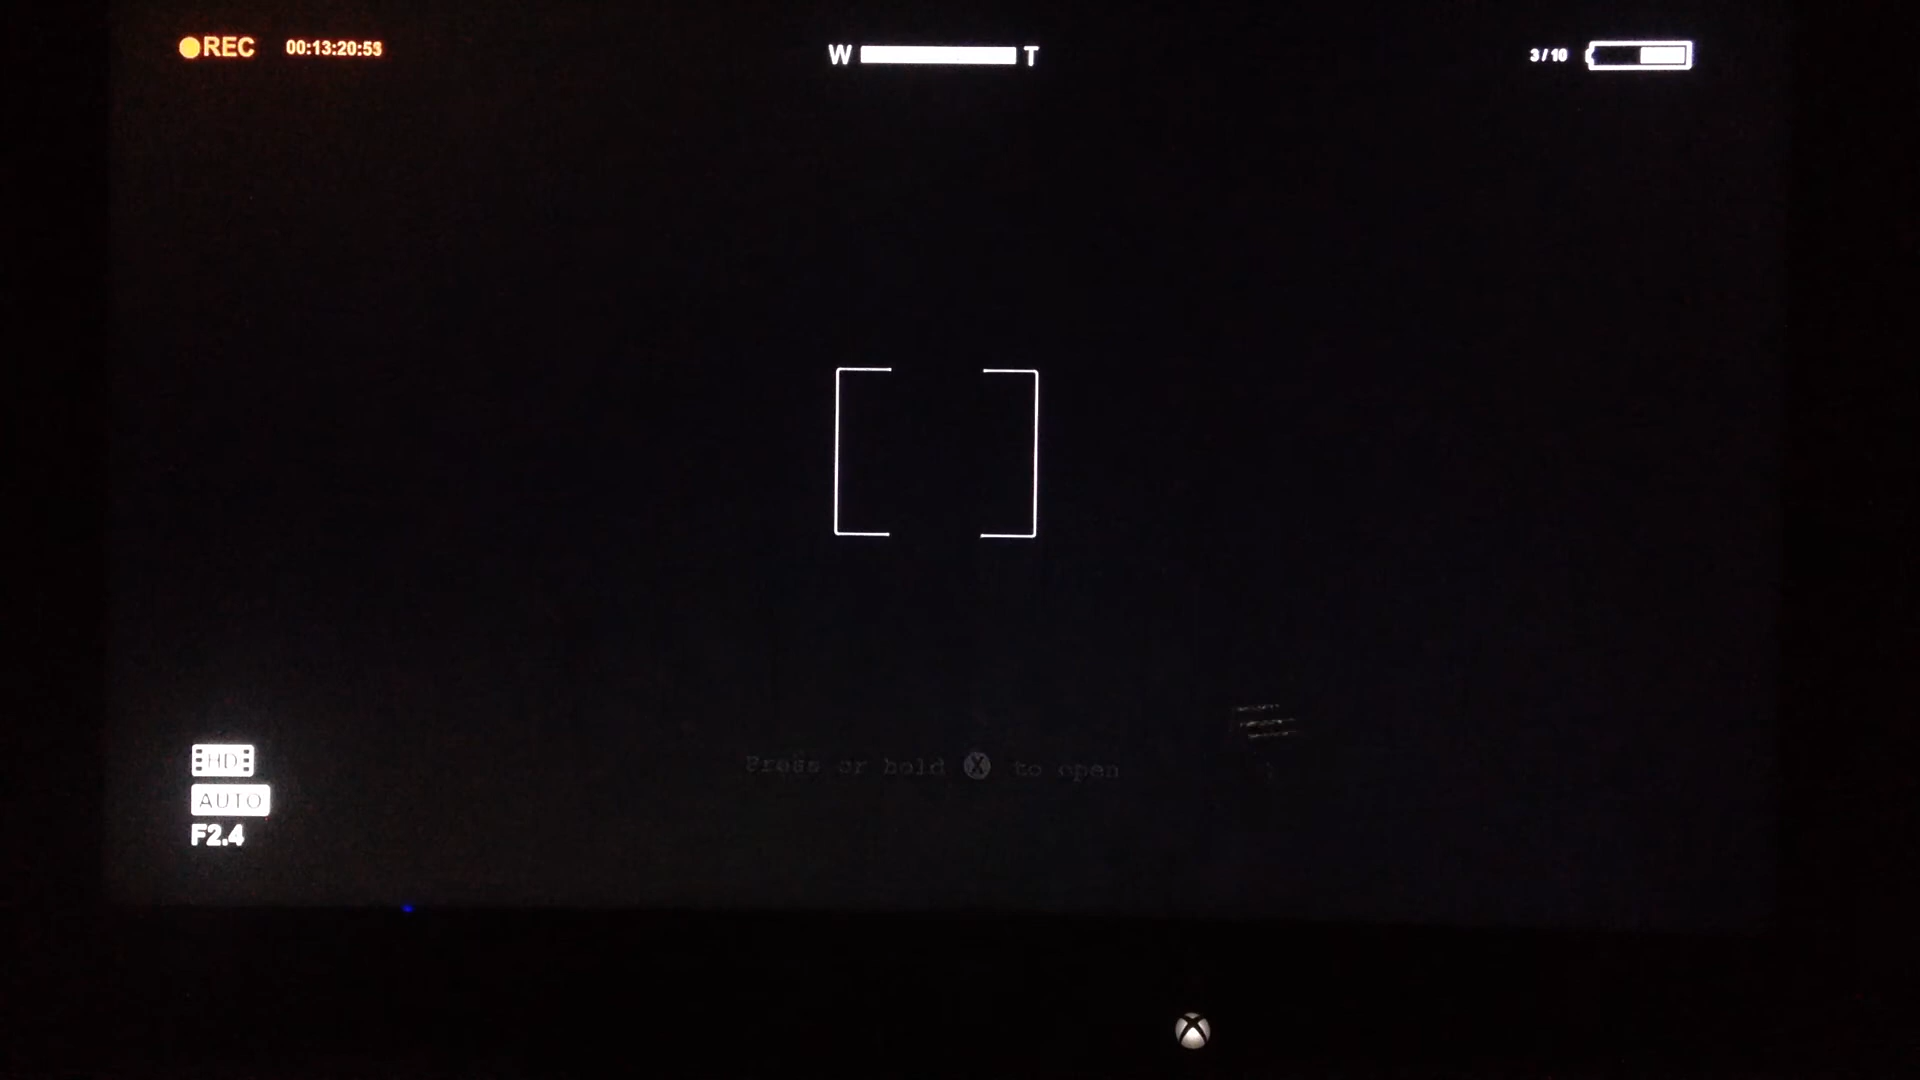 REC 00:13:20:53
W T
3/10
Press or hold X to open
HD
AUTO
F2.4